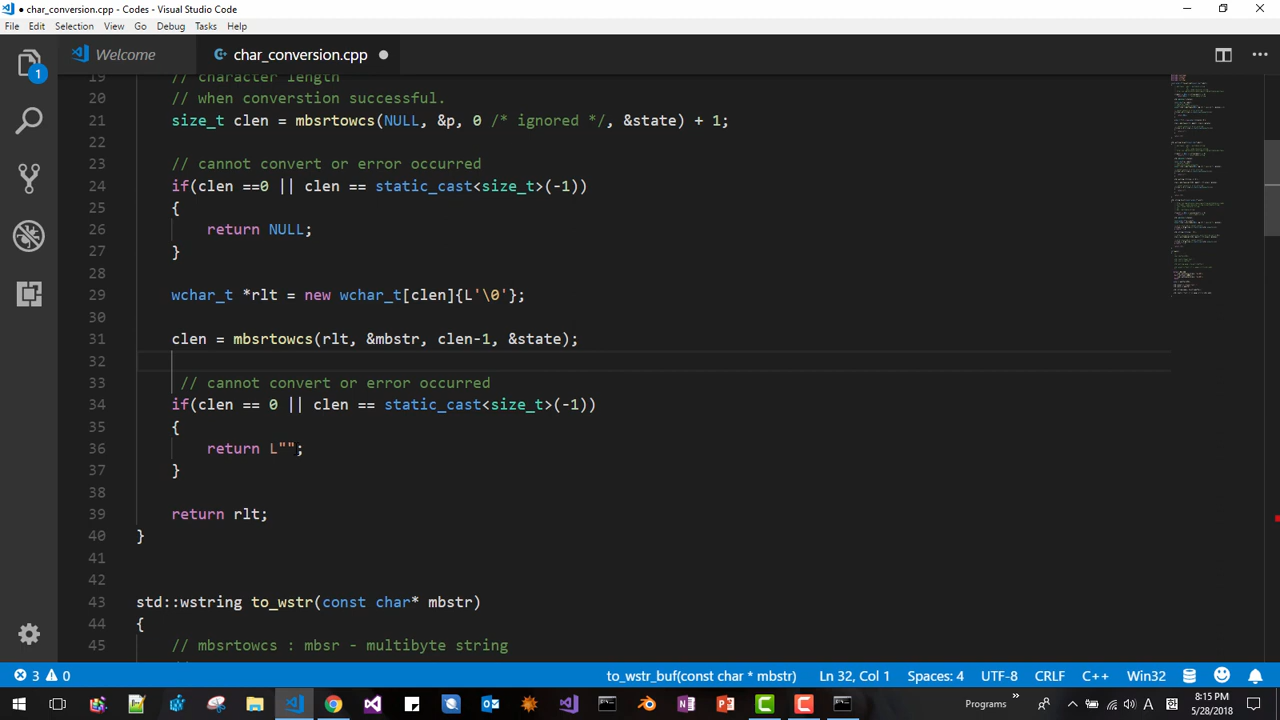 char_conversion.cpp - Codes - Visual Studio Code
File Edit Selection View Go Debug Tasks Help
1
Welcome
char_conversion.cpp
19 // character length
20 // when converstion successful.
21 size_t clen = mbsrtowcs(NULL, &p, 0 /* ignored */, &state) + 1;
22
23 // cannot convert or error occurred
24 if(clen ==0 || clen == static_cast<size_t>(-1))
25 {
26 return NULL;
27 }
28
29 wchar_t *rlt = new wchar_t[clen]{L'\0'};
30
31 clen = mbsrtowcs(rlt, &mbstr, clen-1, &state);
32
33 // cannot convert or error occurred
34 if(clen == 0 || clen == static_cast<size_t>(-1))
35 {
36 return L"";
37 }
38
39 return rlt;
40 }
41
42
43 std::wstring to_wstr(const char* mbstr)
44 {
45 // mbsrtowcs : mbsr - multibyte string
3 0 to_wstr_buf(const char * mbstr) Ln 32, Col 1 Spaces: 4 UTF-8 CRLF C++ Win32
Programs » A 8:15 PM
5/28/2018